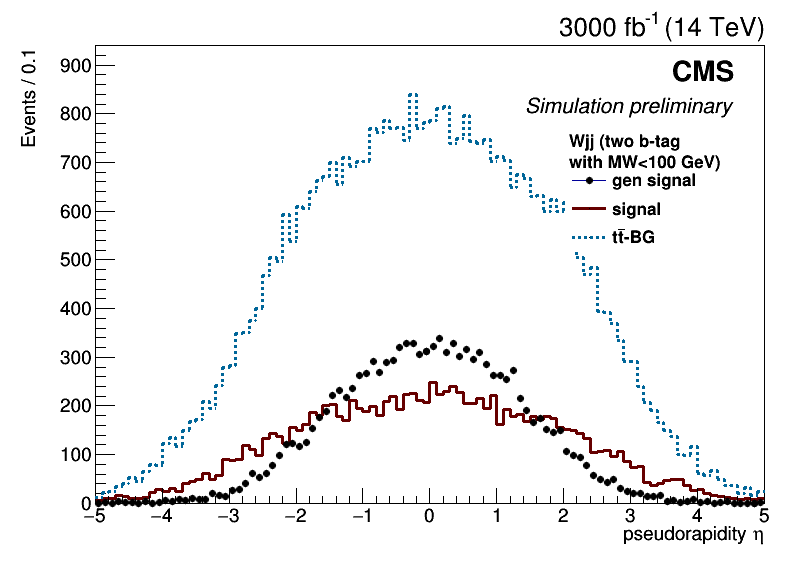 3000 fb-1 (14 TeV)
Events / 0.1
CMS
Simulation preliminary
Wjj (two b-tag
with MW<100 GeV)
gen signal
signal
tt̄-BG
900
800
700
600
500
400
300
200
100
0
−5 −4 −3 −2 −1 0 1 2 3 4 5
pseudorapidity η